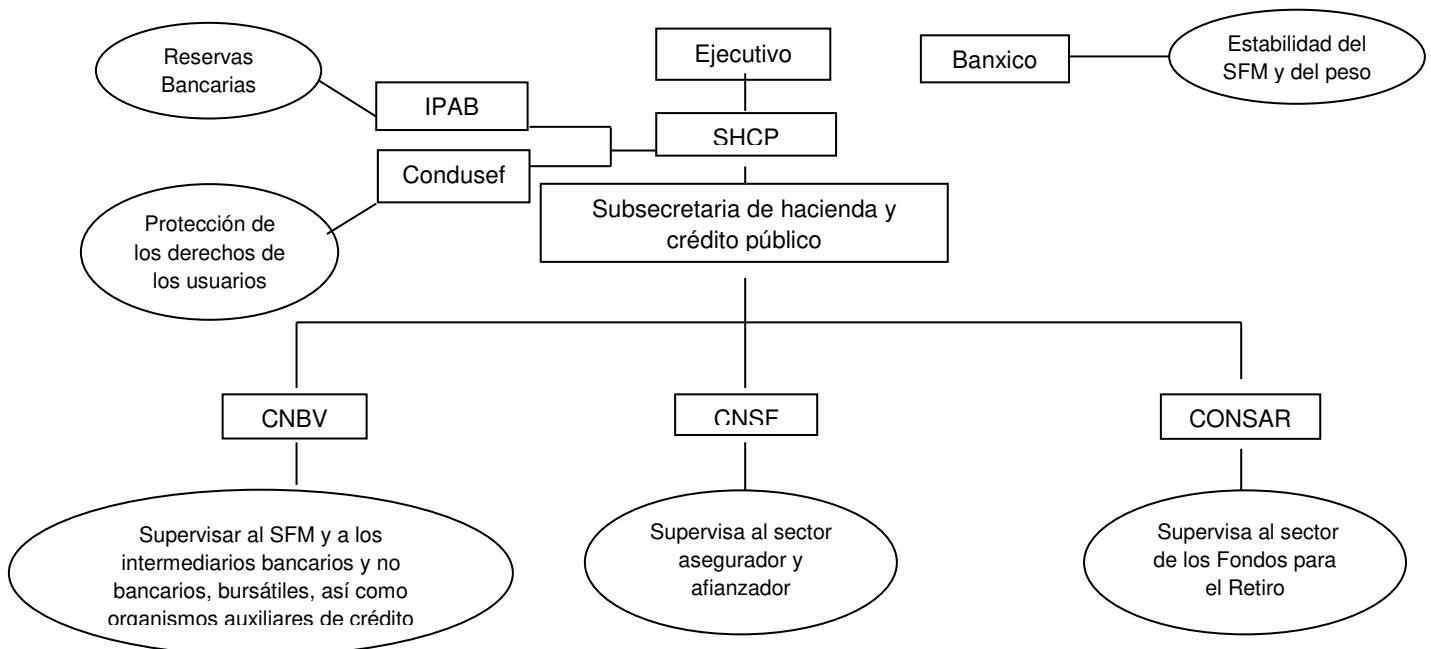 Reservas
Bancarias
Ejecutivo
Banxico
Estabilidad del
SFM y del peso
IPAB
SHCP
Condusef
Subsecretaria de hacienda y
crédito público
Protección de
los derechos de
los usuarios
CNBV
CNSF
CONSAR
Supervisar al SFM y a los
intermediarios bancarios y no
bancarios, bursátiles, así como
organismos auxiliares de crédito
Supervisa al sector
asegurador y
afianzador
Supervisa al sector
de los Fondos para
el Retiro